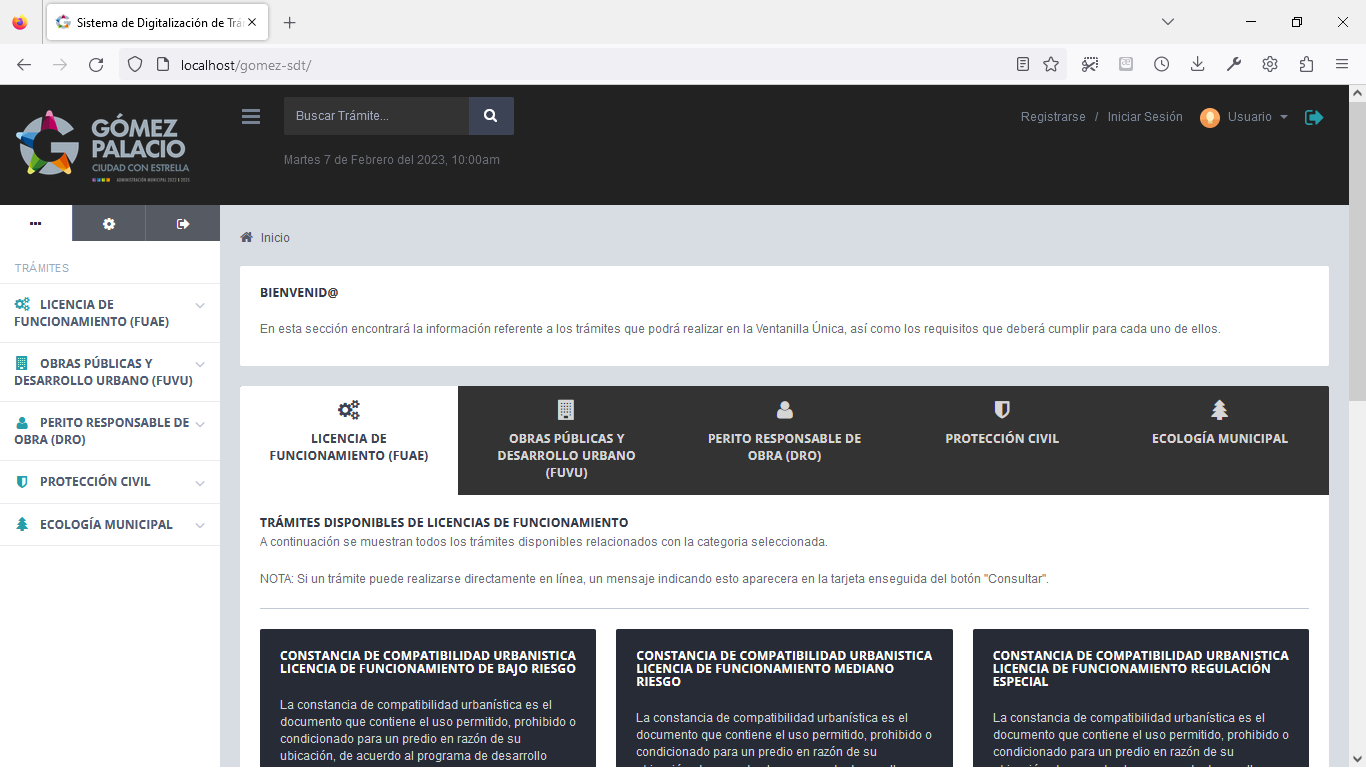 Sistema de Digitalización de Trá
localhost/gomez-sdt/
GÓMEZ
PALACIO
CIUDAD CON ESTRELLA
ADMINISTRACIÓN MUNICIPAL 2022 2025
Buscar Trámite...
Registrarse / Iniciar Sesión Usuario
Martes 7 de Febrero del 2023, 10:00am
TRÁMITES
LICENCIA DE
FUNCIONAMIENTO (FUAE)
OBRAS PÚBLICAS Y
DESARROLLO URBANO (FUVU)
PERITO RESPONSABLE DE
OBRA (DRO)
PROTECCIÓN CIVIL
ECOLOGÍA MUNICIPAL
Inicio
BIENVENID@
En esta sección encontrará la información referente a los trámites que podrá realizar en la Ventanilla Única, así como los requisitos que deberá cumplir para cada uno de ellos.
LICENCIA DE
FUNCIONAMIENTO (FUAE)
OBRAS PÚBLICAS Y
DESARROLLO URBANO
(FUVU)
PERITO RESPONSABLE DE
OBRA (DRO)
PROTECCIÓN CIVIL
ECOLOGÍA MUNICIPAL
TRÁMITES DISPONIBLES DE LICENCIAS DE FUNCIONAMIENTO
A continuación se muestran todos los trámites disponibles relacionados con la categoria seleccionada.
NOTA: Si un trámite puede realizarse directamente en línea, un mensaje indicando esto aparecera en la tarjeta enseguida del botón "Consultar".
CONSTANCIA DE COMPATIBILIDAD URBANISTICA
LICENCIA DE FUNCIONAMIENTO DE BAJO RIESGO
La constancia de compatibilidad urbanística es el
documento que contiene el uso permitido, prohibido o
condicionado para un predio en razón de su
ubicación, de acuerdo al programa de desarrollo
CONSTANCIA DE COMPATIBILIDAD URBANISTICA
LICENCIA DE FUNCIONAMIENTO MEDIANO
RIESGO
La constancia de compatibilidad urbanística es el
documento que contiene el uso permitido, prohibido o
condicionado para un predio en razón de su
CONSTANCIA DE COMPATIBILIDAD URBANISTICA
LICENCIA DE FUNCIONAMIENTO REGULACIÓN
ESPECIAL
La constancia de compatibilidad urbanística es el
documento que contiene el uso permitido, prohibido o
condicionado para un predio en razón de su